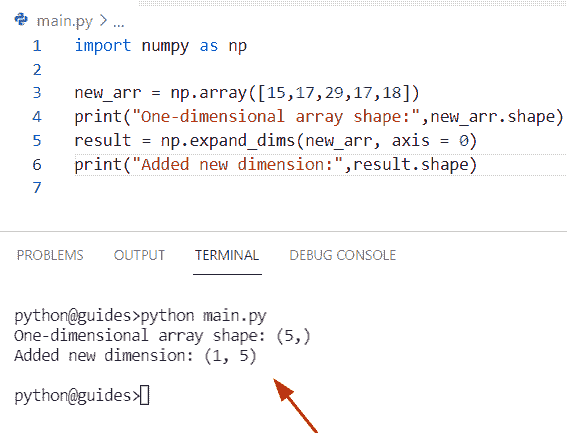 main.py > ...
1 import numpy as np
2
3 new_arr = np.array([15,17,29,17,18])
4 print("One-dimensional array shape:",new_arr.shape)
5 result = np.expand_dims(new_arr, axis = 0)
6 print("Added new dimension:",result.shape)
7
PROBLEMS OUTPUT TERMINAL DEBUG CONSOLE
python@guides>python main.py
One-dimensional array shape: (5,)
Added new dimension: (1, 5)
python@guides>